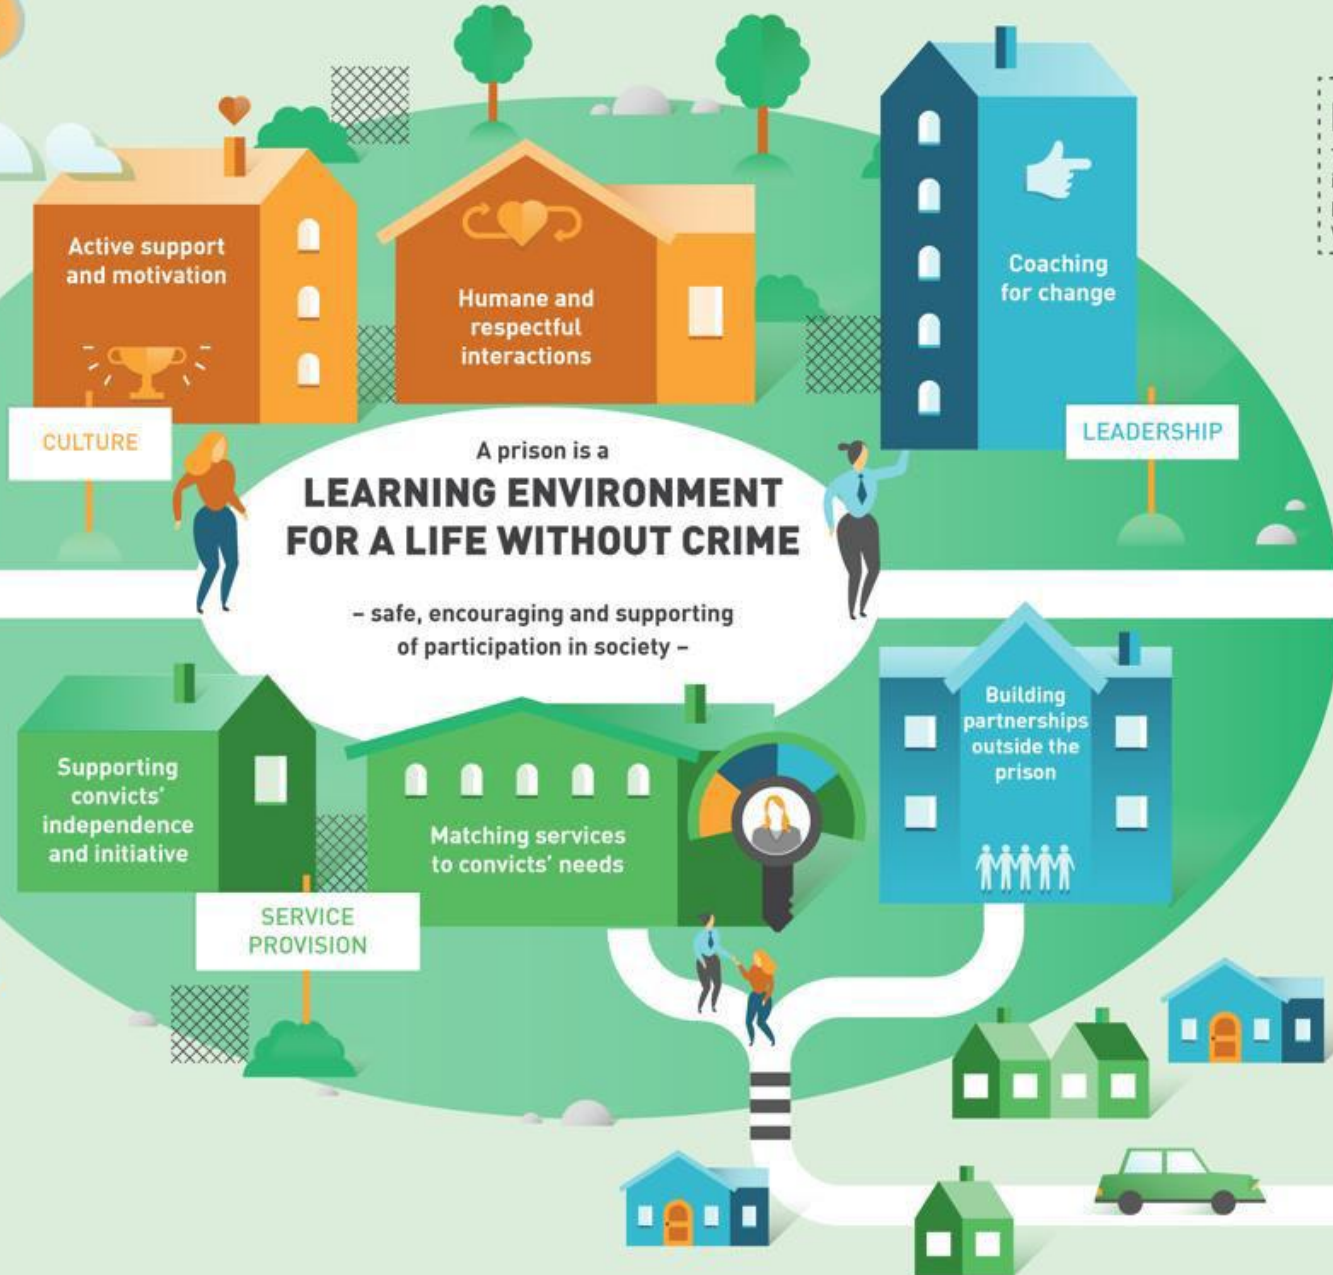 Active support
and motivation
Humane and
respectful
interactions
Coaching
for change
CULTURE
LEADERSHIP
A prison is a
LEARNING ENVIRONMENT
FOR A LIFE WITHOUT CRIME
– safe, encouraging and supporting
of participation in society –
Supporting
convicts'
independence
and initiative
Matching services
to convicts' needs
Building
partnerships
outside the
prison
SERVICE
PROVISION